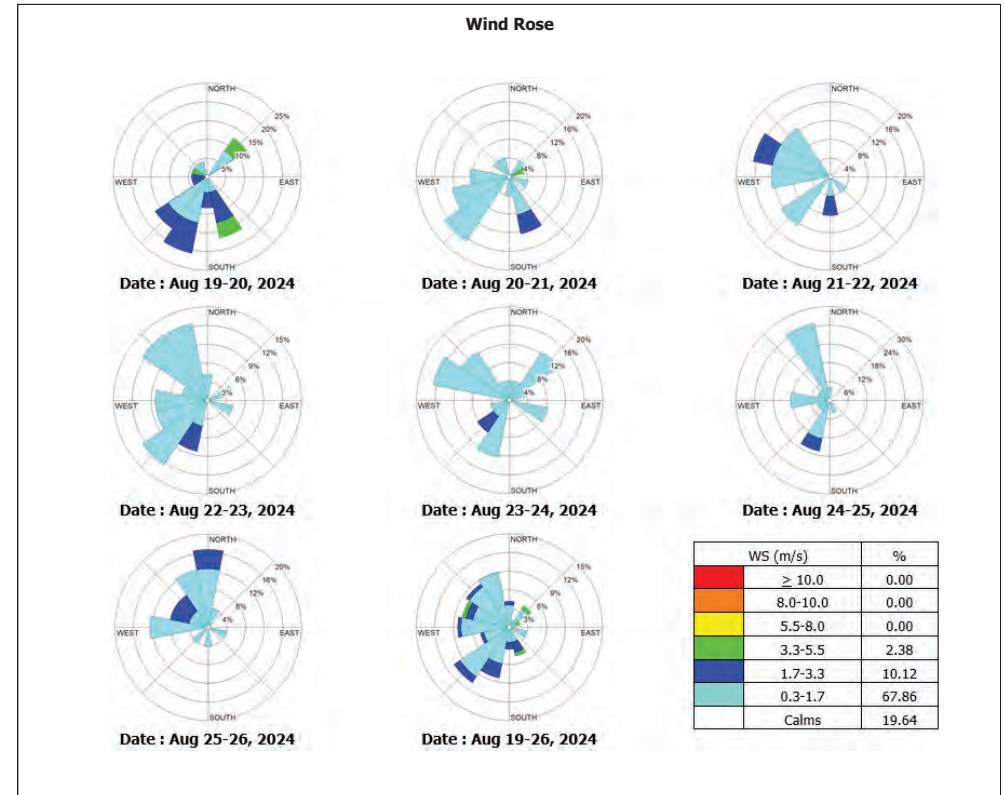 Wind Rose
NORTH
25%
20%
15%
10%
5%
WEST
EAST
SOUTH
Date : Aug 19-20, 2024
NORTH
20%
16%
12%
8%
4%
WEST
EAST
SOUTH
Date : Aug 20-21, 2024
NORTH
20%
16%
12%
8%
4%
WEST
EAST
SOUTH
Date : Aug 21-22, 2024
NORTH
15%
12%
9%
6%
3%
WEST
EAST
SOUTH
Date : Aug 22-23, 2024
NORTH
20%
16%
12%
8%
4%
WEST
EAST
SOUTH
Date : Aug 23-24, 2024
NORTH
30%
24%
18%
12%
6%
WEST
EAST
SOUTH
Date : Aug 24-25, 2024
NORTH
20%
16%
12%
8%
4%
WEST
EAST
SOUTH
Date : Aug 25-26, 2024
NORTH
15%
12%
9%
6%
3%
WEST
EAST
SOUTH
Date : Aug 19-26, 2024
WS (m/s) %
≥ 10.0 0.00
8.0-10.0 0.00
5.5-8.0 0.00
3.3-5.5 2.38
1.7-3.3 10.12
0.3-1.7 67.86
Calms 19.64